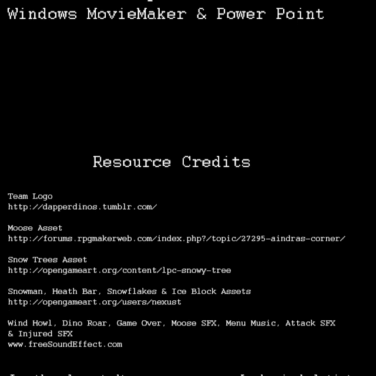 Windows MovieMaker & Power Point
Resource Credits
Team Logo
http://dapperdinos.tumblr.com/
Moose Asset
http://forums.rpgmakerweb.com/index.php?/topic/27295-aindras-corner/
Snow Trees Asset
http://opengameart.org/content/lpc-snowy-tree
Snowman, Heath Bar, Snowflakes & Ice Block Assets
http://opengameart.org/users/nexust
Wind Howl, Dino Roar, Game Over, Moose SFX, Menu Music, Attack SFX
& Injured SFX
www.freeSoundEffect.com